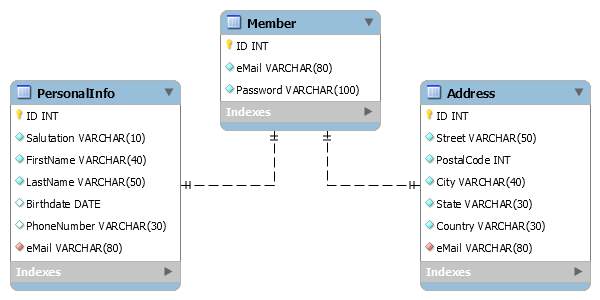 Member
ID INT
eMail VARCHAR(80)
Password VARCHAR(100)
Indexes
PersonalInfo
ID INT
Salutation VARCHAR(10)
FirstName VARCHAR(40)
LastName VARCHAR(50)
Birthdate DATE
PhoneNumber VARCHAR(30)
eMail VARCHAR(80)
Indexes
Address
ID INT
Street VARCHAR(50)
PostalCode INT
City VARCHAR(40)
State VARCHAR(30)
Country VARCHAR(30)
eMail VARCHAR(80)
Indexes